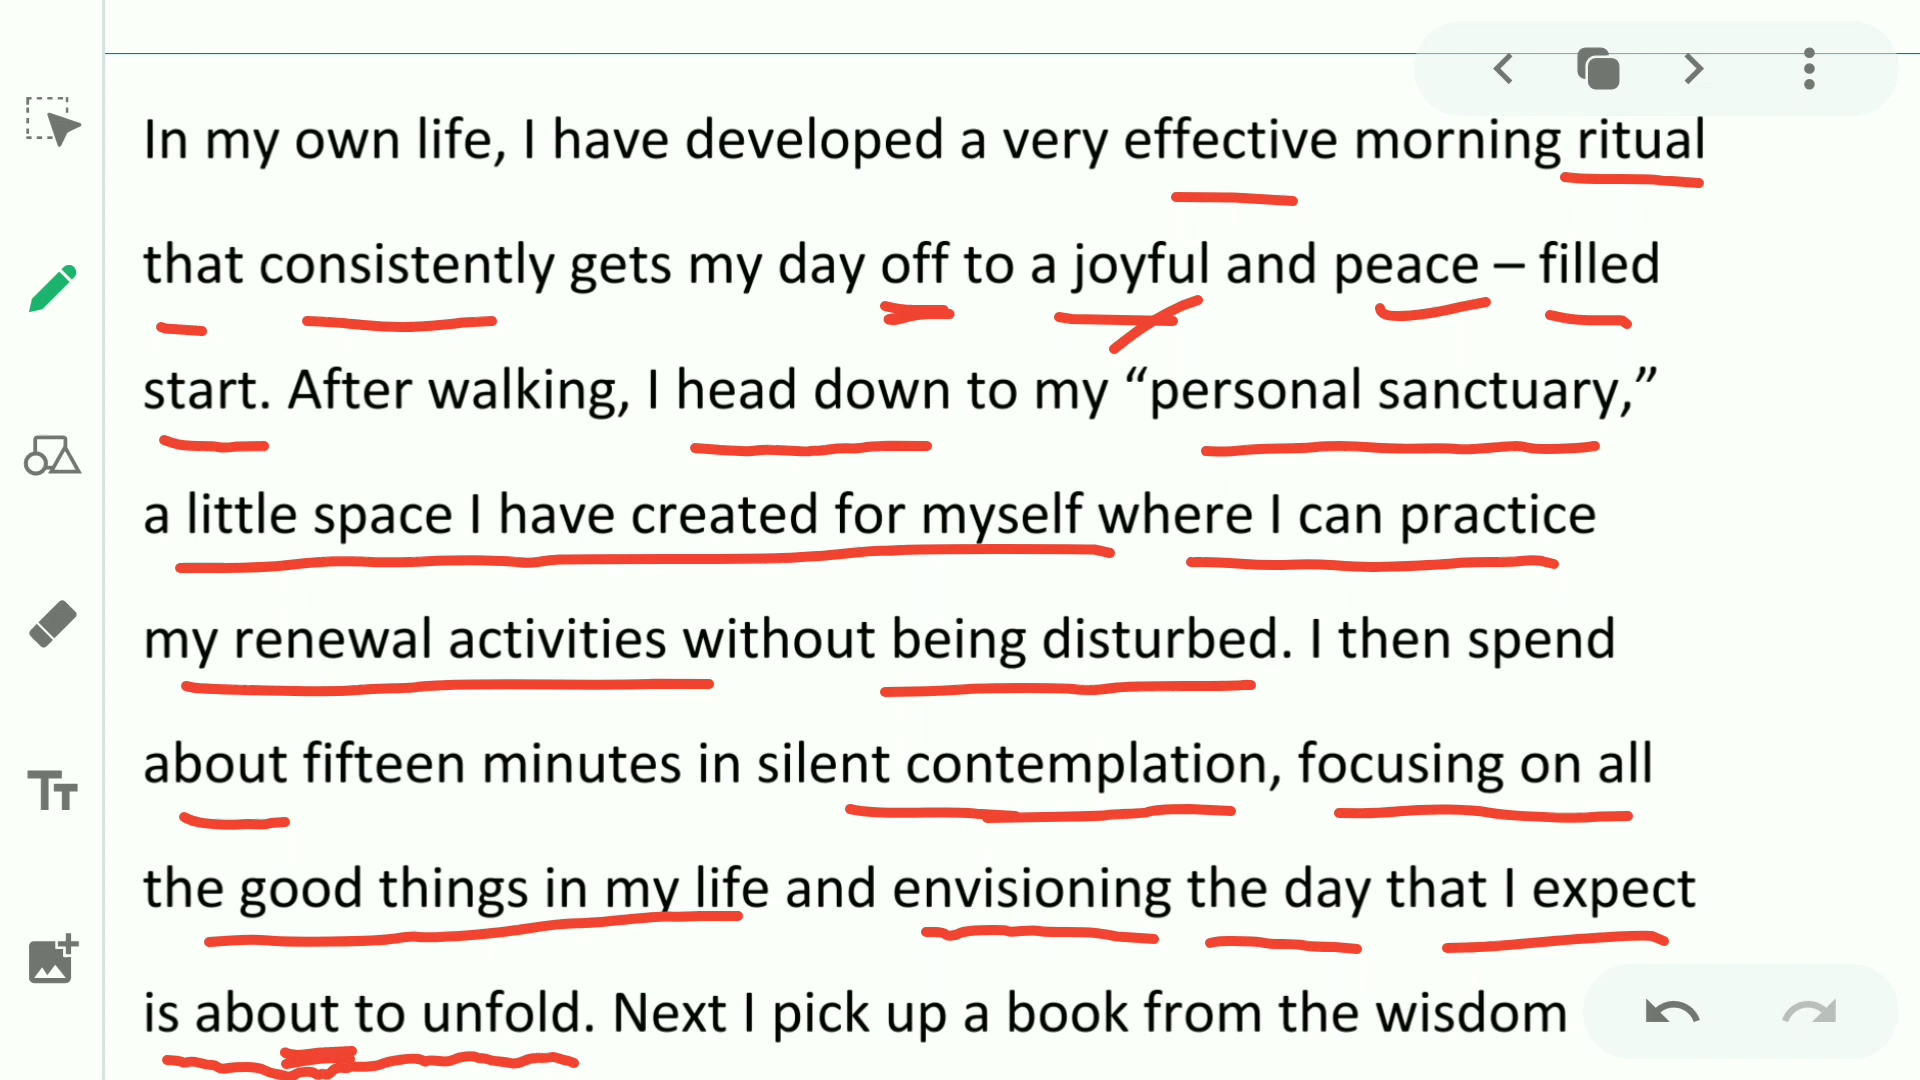 In my own life, I have developed a very effective morning ritual
that consistently gets my day off to a joyful and peace – filled
start. After walking, I head down to my “personal sanctuary,”
a little space I have created for myself where I can practice
my renewal activities without being disturbed. I then spend
about fifteen minutes in silent contemplation, focusing on all
the good things in my life and envisioning the day that I expect
is about to unfold. Next I pick up a book from the wisdom
Tт